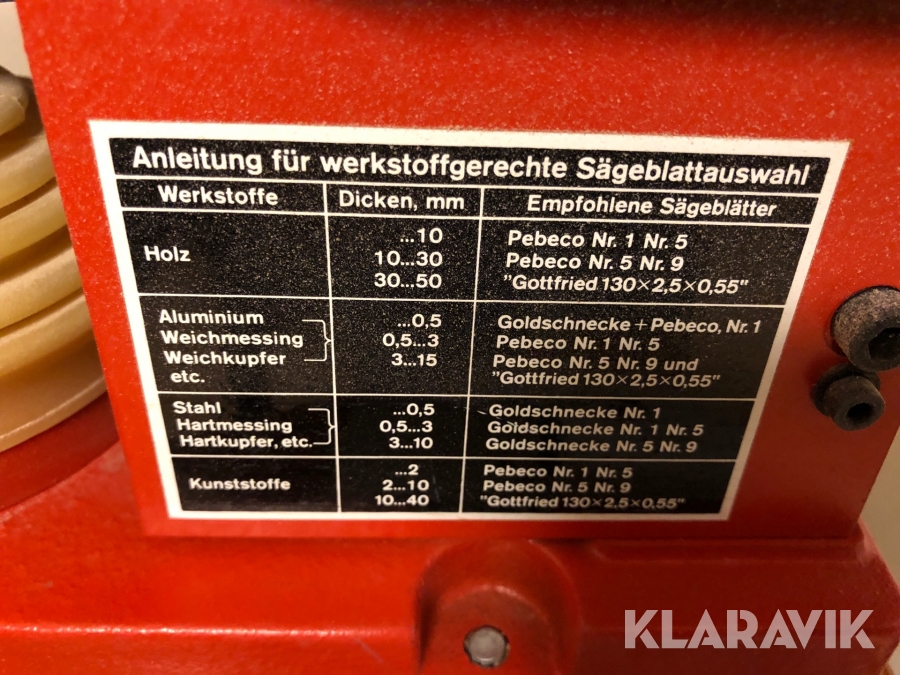 Anleitung für werkstoffgerechte Sägeblattauswahl
Werkstoffe Dicken, mm Empfohlene Sägeblätter
Holz
...10 Pebeco Nr. 1 Nr. 5
10...30 Pebeco Nr. 5 Nr. 9
30...50 "Gottfried 130×2,5×0,55"
Aluminium ...0,5 Goldschnecke + Pebeco, Nr. 1
Weichmessing 0,5...3 Pebeco Nr. 1 Nr. 5
Weichkupfer 3...15 Pebeco Nr. 5 Nr. 9 und
etc. "Gottfried 130×2,5×0,55"
Stahl ...0,5 Goldschnecke Nr. 1
Hartmessing 0,5...3 Goldschnecke Nr. 1 Nr. 5
Hartkupfer, etc. 3...10 Goldschnecke Nr. 5 Nr. 9
Kunststoffe
...2 Pebeco Nr. 1 Nr. 5
2...10 Pebeco Nr. 5 Nr. 9
10...40 "Gottfried 130×2,5×0,55"
KLARAVIK